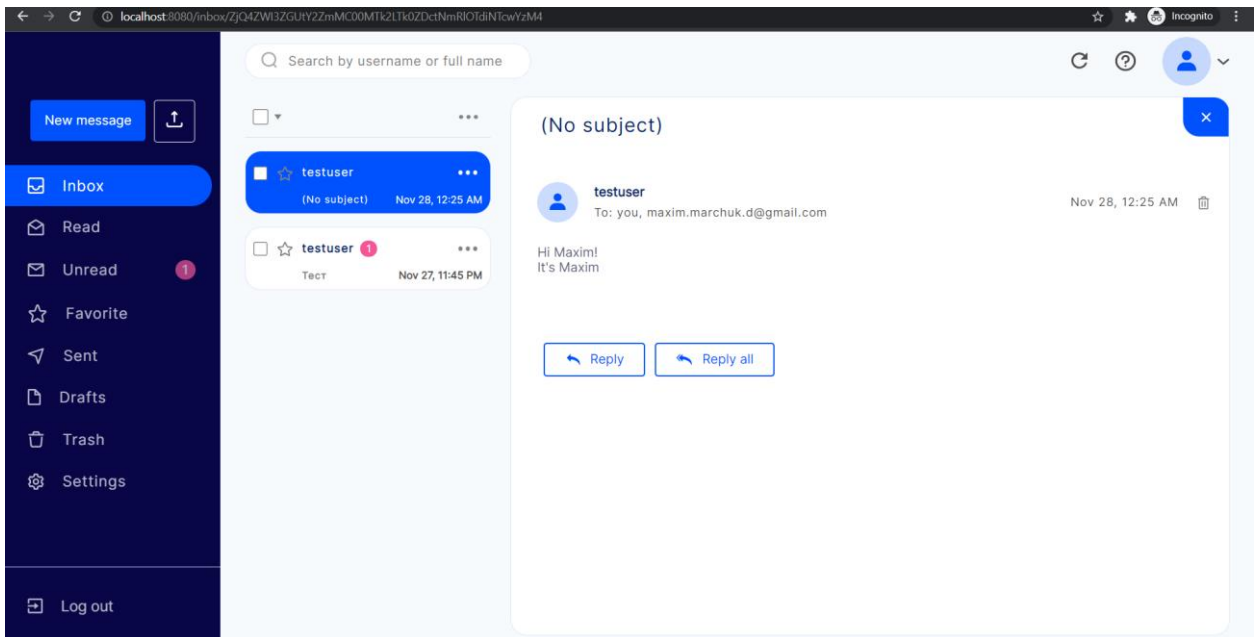 localhost:8080/inbox/ZjQ4ZWI3ZGUtY2ZmMC00MTk2LTk0ZDctNmRlOTdiNTcwYzM4
Incognito
Search by username or full name
New message
Inbox
Read
Unread 1
Favorite
Sent
Drafts
Trash
Settings
Log out
testuser
(No subject) Nov 28, 12:25 AM
testuser 1
Тест Nov 27, 11:45 PM
(No subject)
testuser
To: you, maxim.marchuk.d@gmail.com
Nov 28, 12:25 AM
Hi Maxim!
It's Maxim
Reply
Reply all